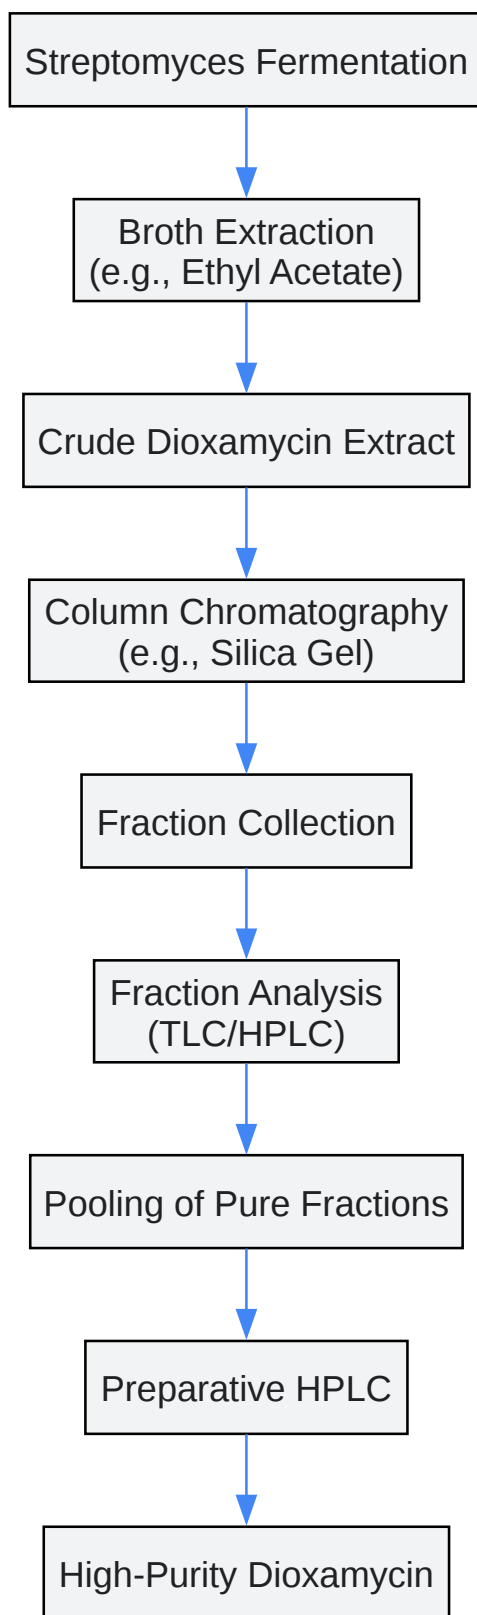 Streptomyces Fermentation
Broth Extraction
(e.g., Ethyl Acetate)
Crude Dioxamycin Extract
Column Chromatography
(e.g., Silica Gel)
Fraction Collection
Fraction Analysis
(TLC/HPLC)
Pooling of Pure Fractions
Preparative HPLC
High-Purity Dioxamycin